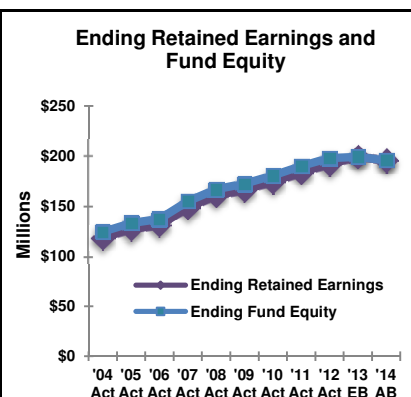 Ending Retained Earnings and
Fund Equity
$250
$200
$150
$100
$50
$0
Millions
Ending Retained Earnings
Ending Fund Equity
'04 '05 '06 '07 '08 '09 '10 '11 '12 '13 '14
Act Act Act Act Act Act Act Act Act EB AB